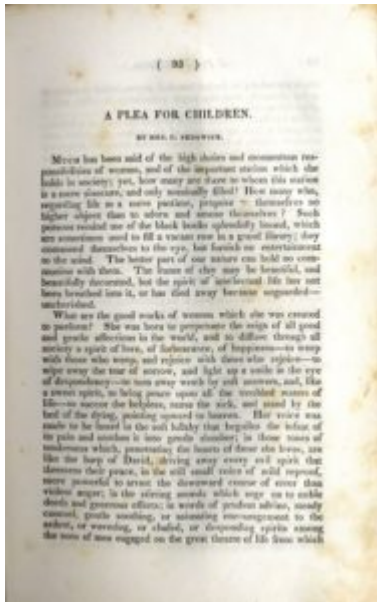 ( 93 )
A PLEA FOR CHILDREN.
BY MRS. C. SEDGWICK.
Much has been said of the high duties and momentous res-
ponsibilities of woman, and of the important station which she
holds in society; yet, how many are there to whom this station
is a mere sinecure, and only nominally filled! How many who,
regarding life as a mere pastime, propose to themselves no
higher object than to adorn and amuse themselves! Such
persons remind me of the block books splendidly bound, which
are sometimes used to fill a vacant row in a grand library; they
commend themselves to the eye, but furnish no entertainment
to the mind. The better part of our nature can hold no com-
munion with them. The frame of clay may be beautiful, and
beautifully decorated, but the spirit of intellectual life has not
been breathed into it, or has died away because unguarded—
uncherished.
What are the good works of woman which she was created
to perform? She was born to perpetuate the reign of all good
and gentle affections in the world, and to diffuse through all
society a spirit of love, of forbearance, of happiness—to weep
with those who weep, and rejoice with those who rejoice—to
wipe away the tear of sorrow, and light up a smile in the eye
of despondency—to turn away wrath by soft answers, and, like
a sweet spirit, to bring peace upon all the troubled waters of
life—to succor the helpless, nurse the sick, and stand by the
bed of the dying, pointing upward to heaven. Her voice was
made to be heard in the soft lullaby that beguiles the infant of
its pain and soothes it into gentle slumber; in those tones of
tenderness which, penetrating the hearts of those she loves, are
like the harp of David, driving away every evil spirit that
threatens their peace; in the still small voice of mild reproof,
more powerful to arrest the downward course of error than
violent anger; in the stirring words which urge us to noble
deeds and generous efforts; in words of prudent advice, steady
counsel, gentle soothing, or animating encouragement to the
ardent, or wavering, or chafed, or desponding spirits among
the sons of men engaged on the great theatre of life from which